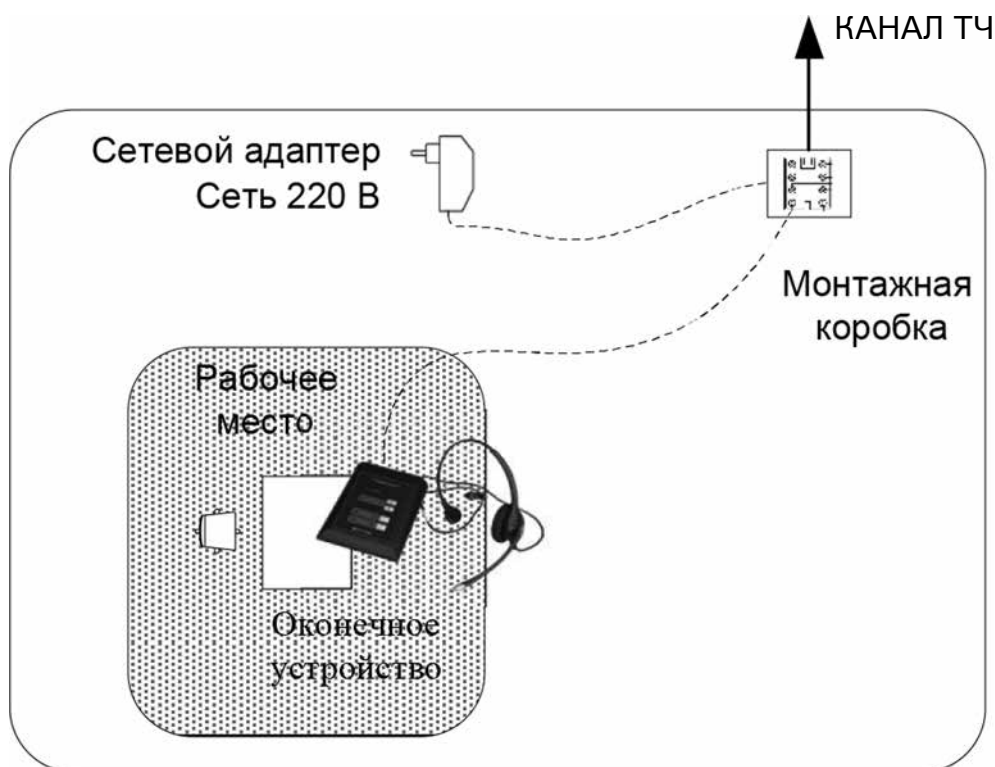 КАНАЛ ТЧ
Сетевой адаптер
Сеть 220 В
Монтажная
коробка
Рабочее
место
Оконечное
устройство